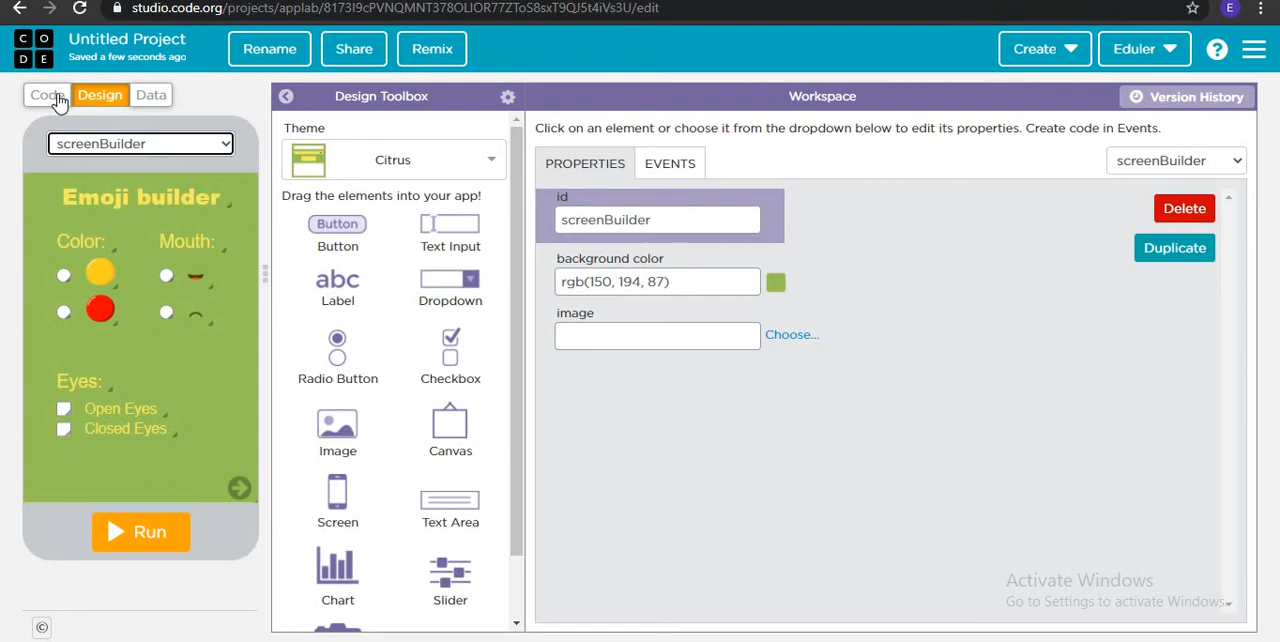 studio.code.org/projects/applab/8173I9cPVNQMNT378OLlOR77ZToS8sxT9QJ5t4iVs3U/edit
E
C O
D E
Untitled Project
Saved a few seconds ago
Rename
Share
Remix
Create
Eduler
?
Code
Design
Data
Design Toolbox
Workspace
Version History
screenBuilder
Theme
Citrus
Click on an element or choose it from the dropdown below to edit its properties. Create code in Events.
PROPERTIES
EVENTS
screenBuilder
Drag the elements into your app!
Button
Button
Text Input
abc
Label
Dropdown
Radio Button
Checkbox
Image
Canvas
Screen
Text Area
Chart
Slider
id
screenBuilder
background color
rgb(150, 194, 87)
image
Choose...
Delete
Duplicate
Emoji builder
Color:
Mouth:
Eyes:
Open Eyes
Closed Eyes
Run
©
Activate Windows
Go to Settings to activate Windows.